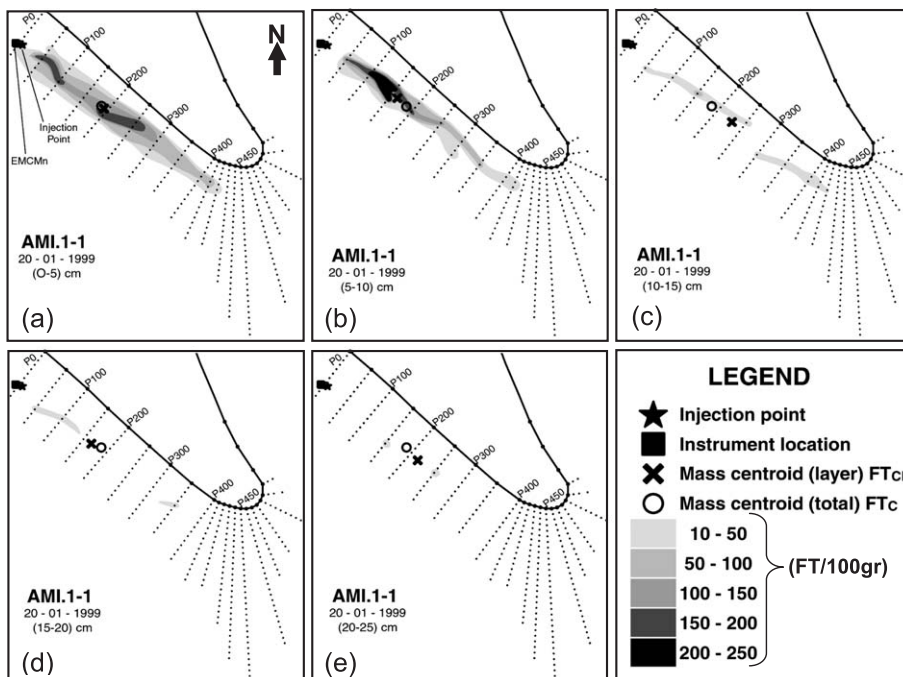 P0
P100
P200
P300
P400
P450
N
Injection
Point
EMCMn
AMI.1-1
20 - 01 - 1999
(O-5) cm
(a)
P0
P100
P200
P300
P400
P450
AMI.1-1
20 - 01 - 1999
(5-10) cm
(b)
P0
P100
P200
P300
P400
P450
AMI.1-1
20 - 01 - 1999
(10-15) cm
(c)
P0
P100
P200
P300
P400
P450
AMI.1-1
20 - 01 - 1999
(15-20) cm
(d)
P0
P100
P200
P300
P400
P450
AMI.1-1
20 - 01 - 1999
(20-25) cm
(e)
LEGEND
Injection point
Instrument location
Mass centroid (layer) FTCl
Mass centroid (total) FTC
10 - 50
50 - 100
100 - 150
150 - 200
200 - 250
(FT/100gr)